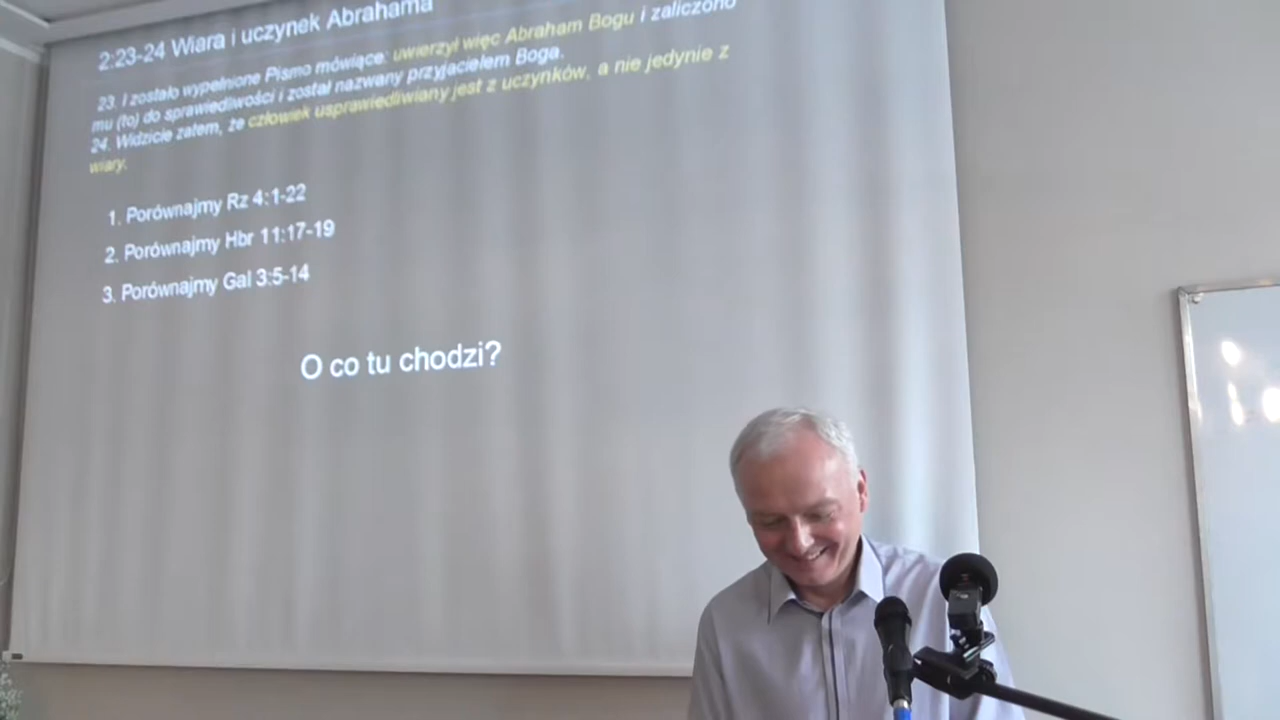 2:23-24 Wiara i uczynek Abrahama
23. I zostało wypełnione Pismo mówiące: uwierzył więc Abraham Bogu i zaliczono
mu (to) do sprawiedliwości i został nazwany przyjacielem Boga.
24. Widzicie zatem, że człowiek usprawiedliwiany jest z uczynków, a nie jedynie z
wiary.
1. Porównajmy Rz 4:1-22
2. Porównajmy Hbr 11:17-19
3. Porównajmy Gal 3:5-14
O co tu chodzi?